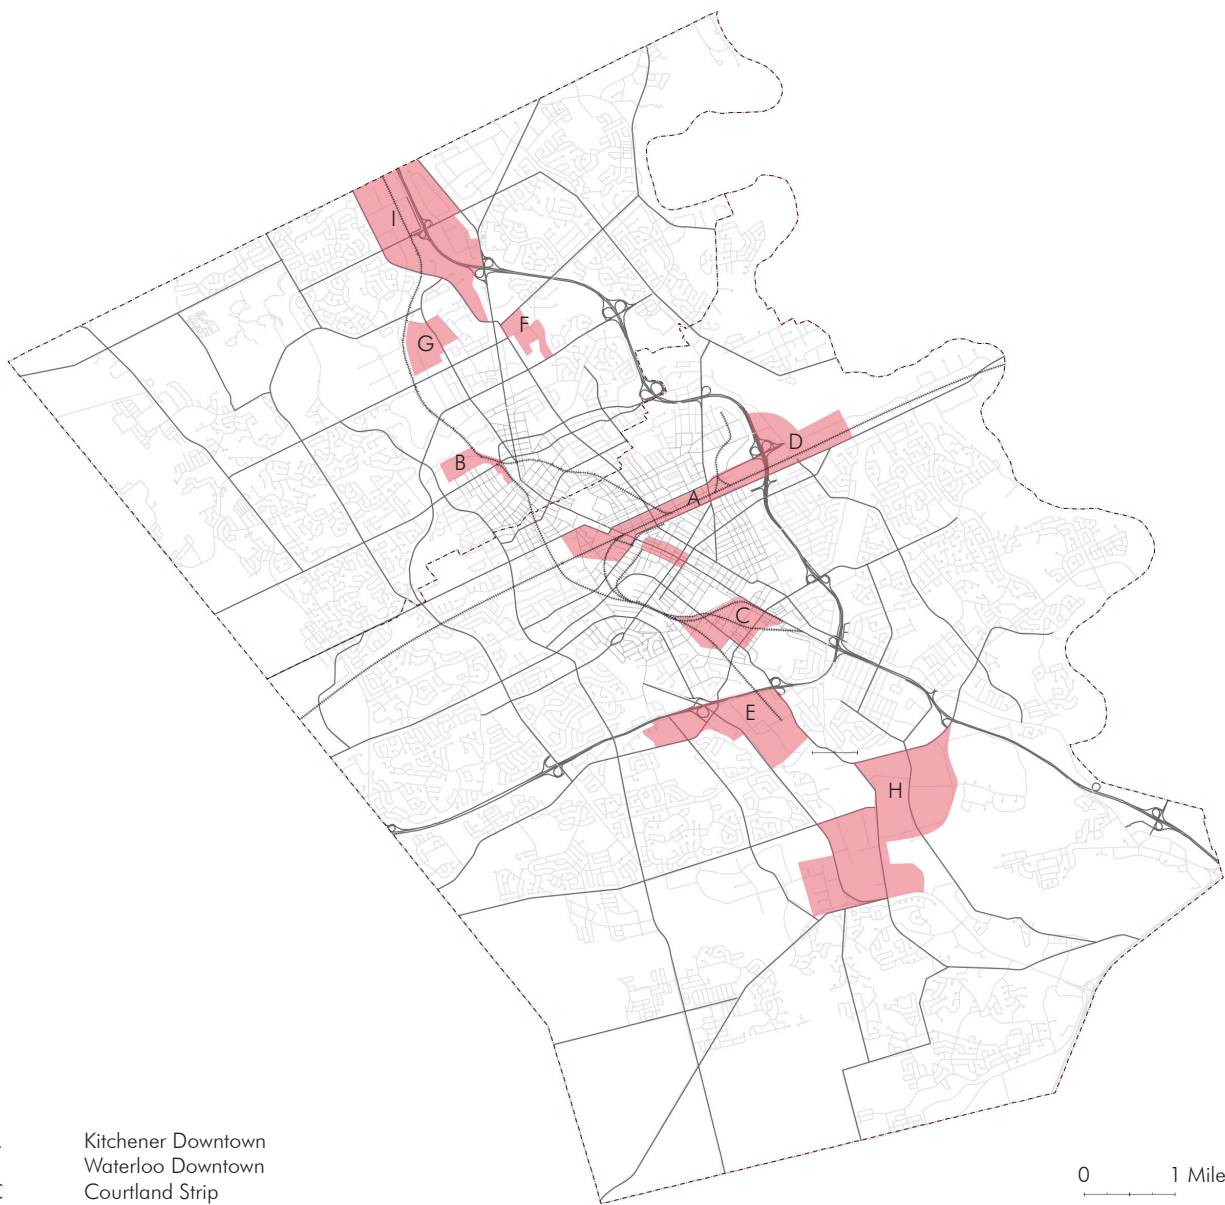 I
F
G
D
B
A
C
E
H
Kitchener Downtown
Waterloo Downtown
C Courtland Strip
0 1 Mile